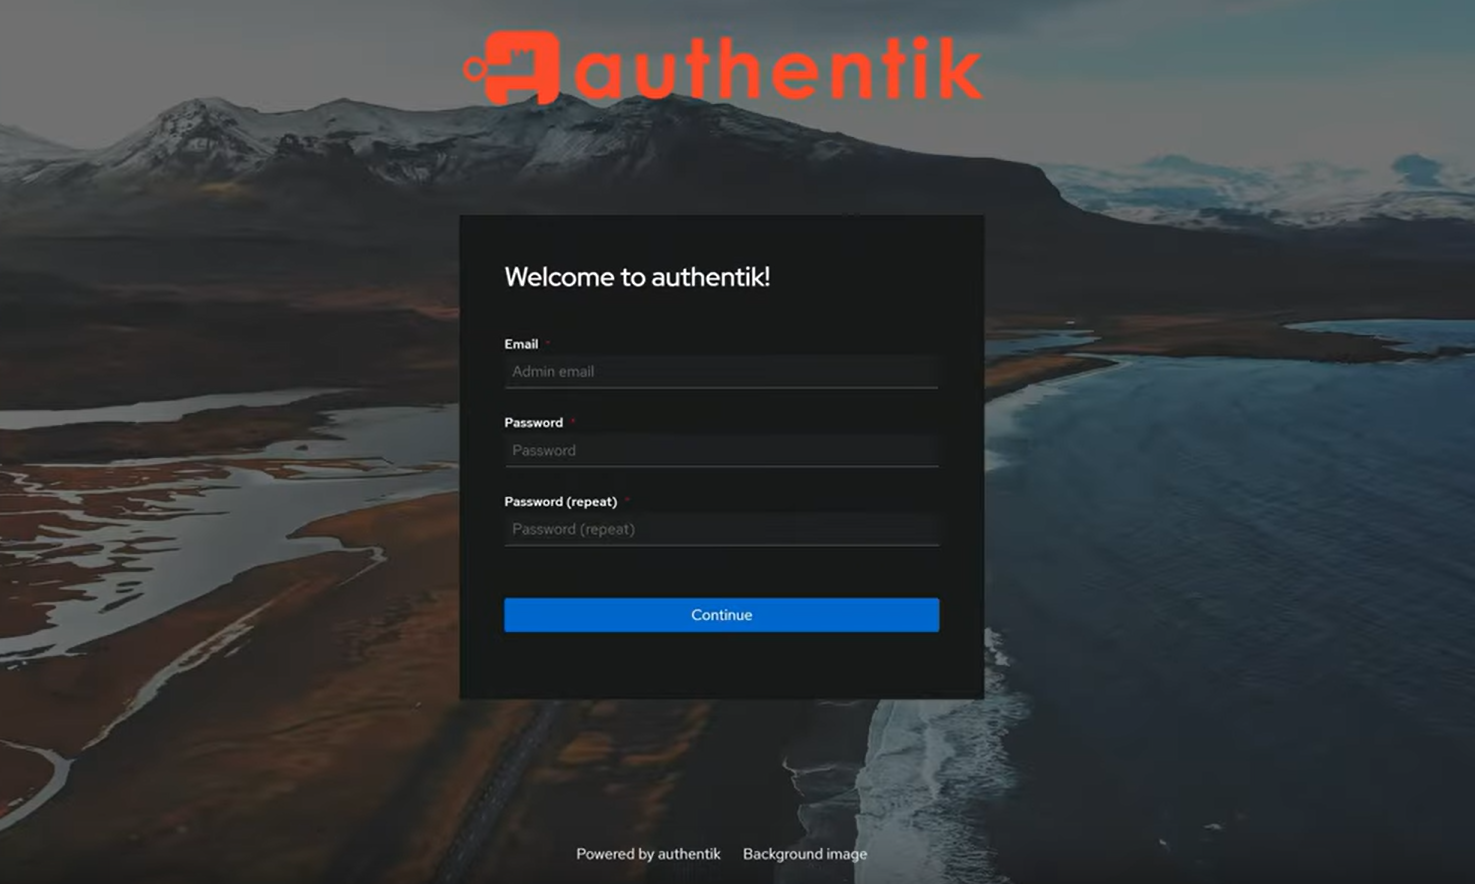 authentik
Welcome to authentik!
Email *
Admin email
Password *
Password
Password (repeat) *
Password (repeat)
Continue
Powered by authentik Background image